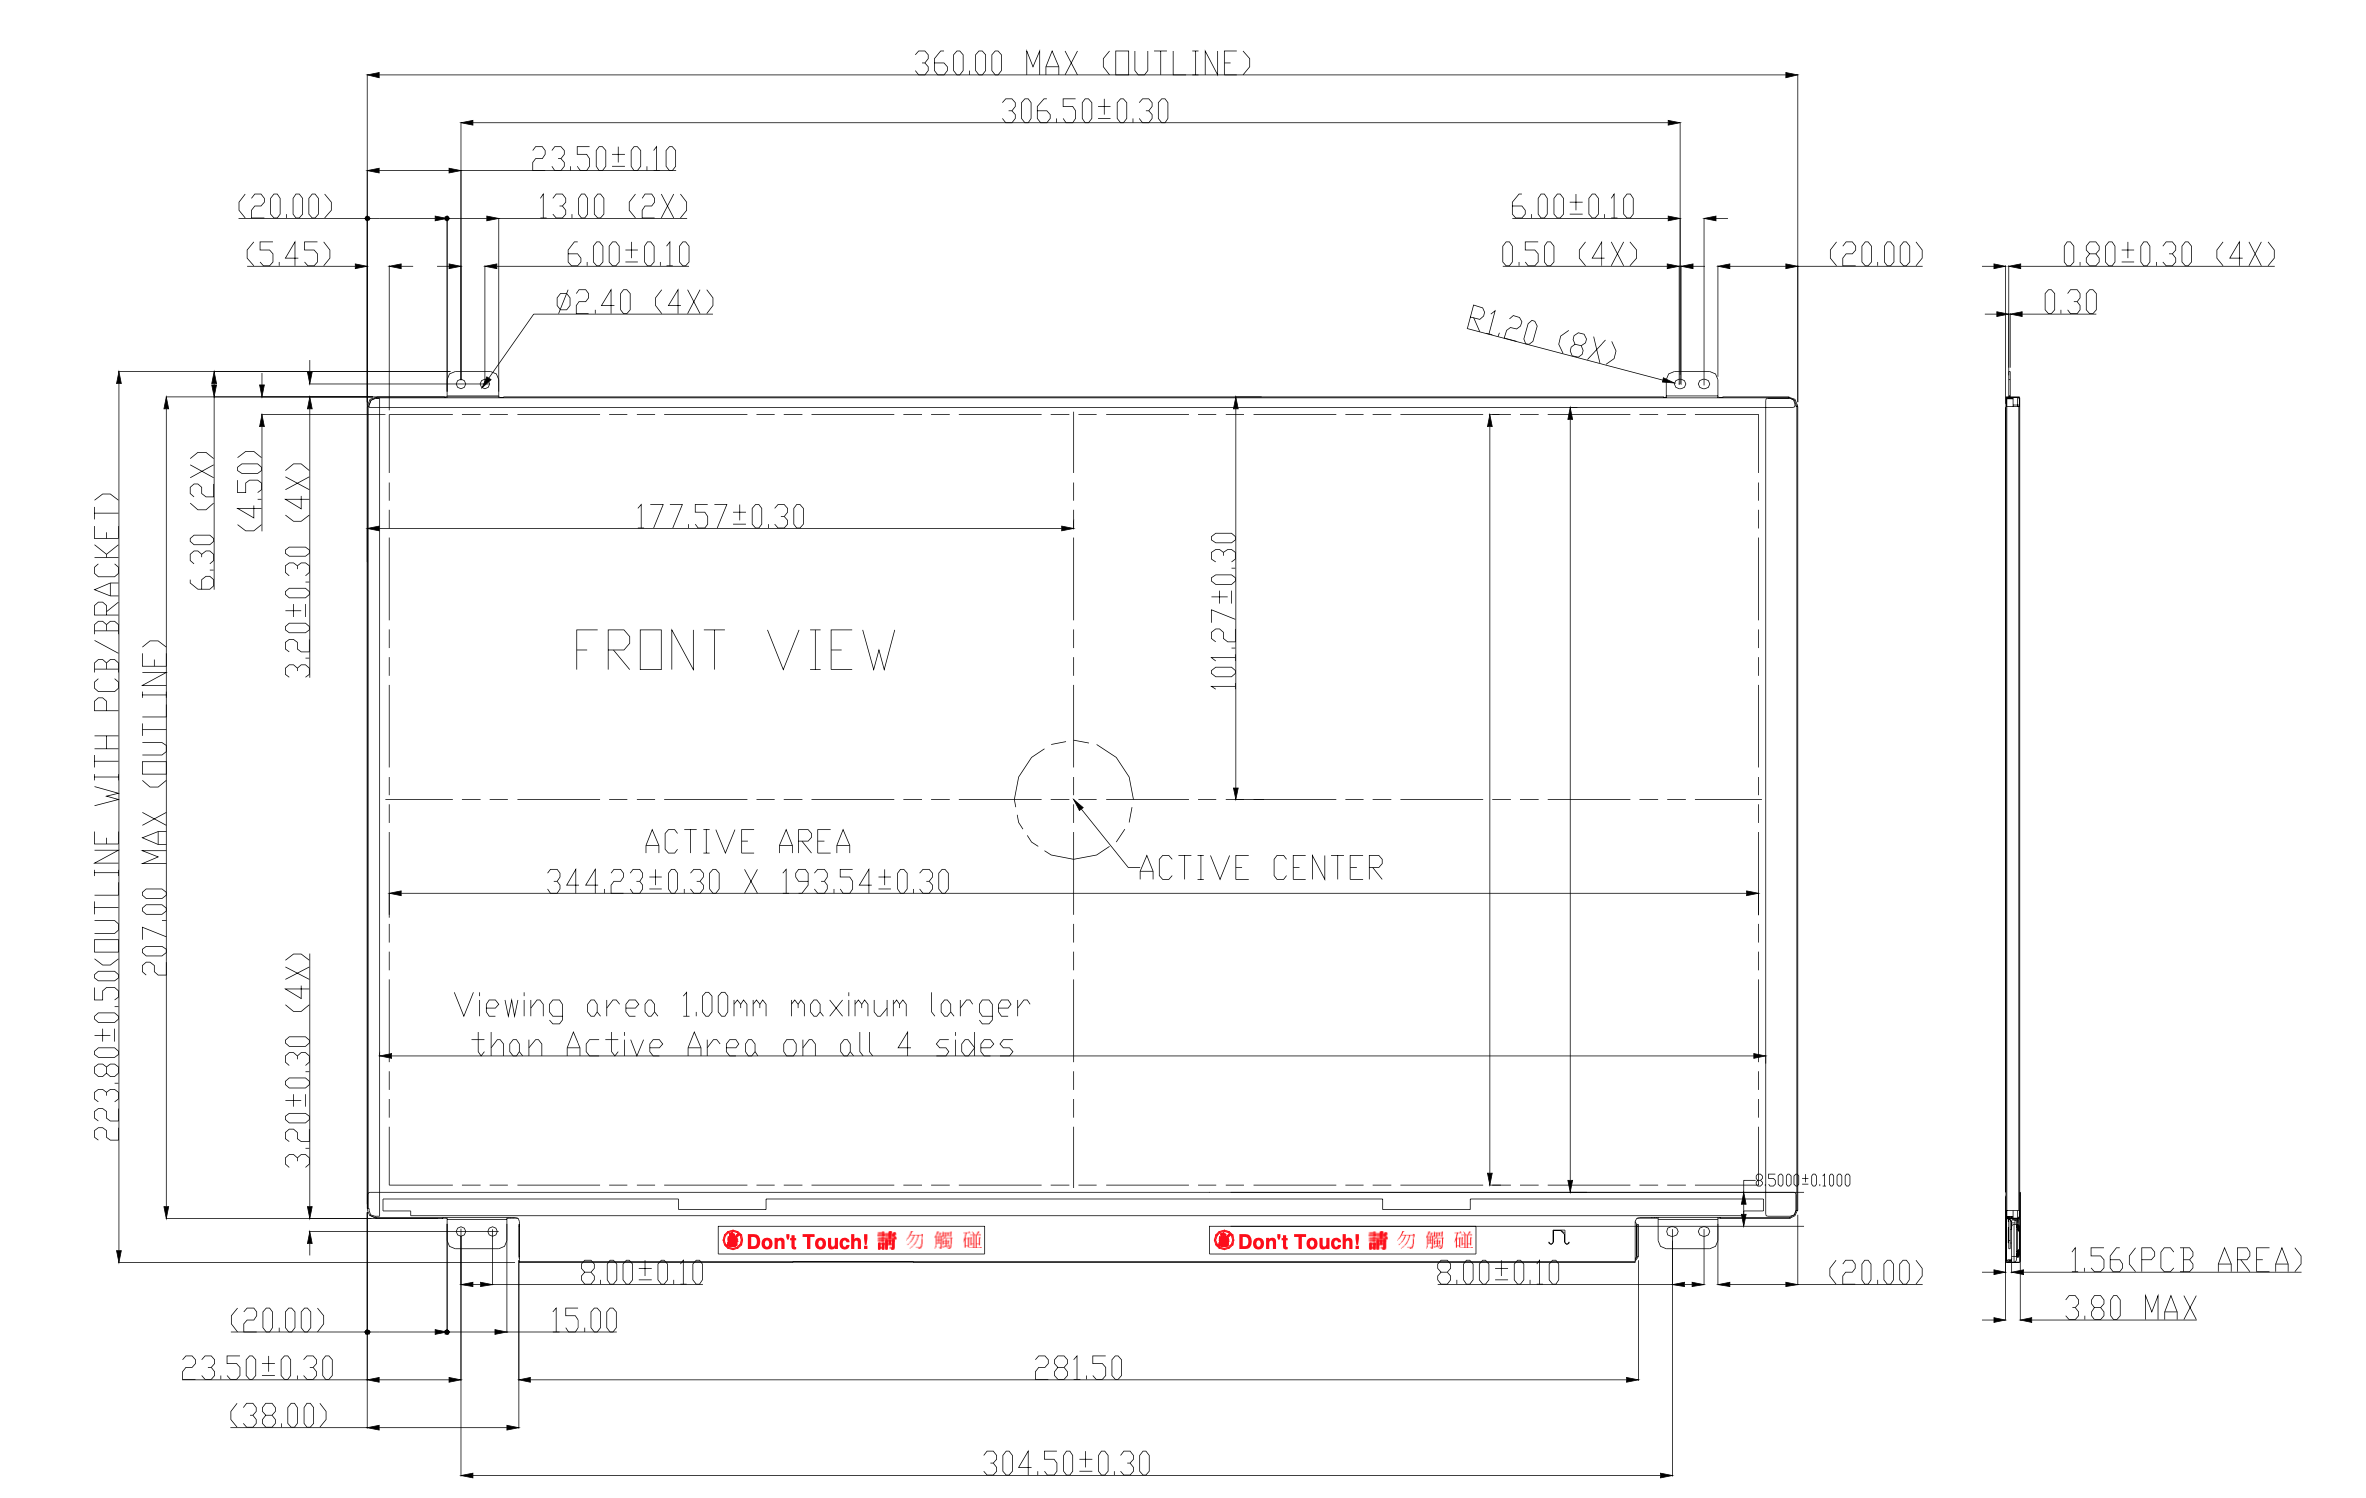 360.00 MAX (OUTLINE)
306.50±0.30
23.50±0.10
(20.00)
13.00 (2X)
6.00±0.10
(5.45)
6.00±0.10
0.50 (4X)
(20.00)
0.80±0.30 (4X)
Ø2.40 (4X)
R1.20 (8X)
0.30
6.30 (2X)
(4.50)
3.20±0.30 (4X)
223.80±0.50(OUTLINE WITH PCB/BRACKET)
207.00 MAX (OUTLINE)
177.57±0.30
101.27±0.30
FRONT VIEW
ACTIVE AREA
344.23±0.30 X 193.54±0.30
ACTIVE CENTER
3.20±0.30 (4X)
Viewing area 1.00mm maximum larger
than Active Area on all 4 sides
8.5000±0.1000
Don't Touch! 請勿觸碰
Don't Touch! 請勿觸碰
8.00±0.10
8.00±0.10
(20.00)
1.56(PCB AREA)
(20.00)
15.00
3.80 MAX
23.50±0.30
281.50
(38.00)
304.50±0.30